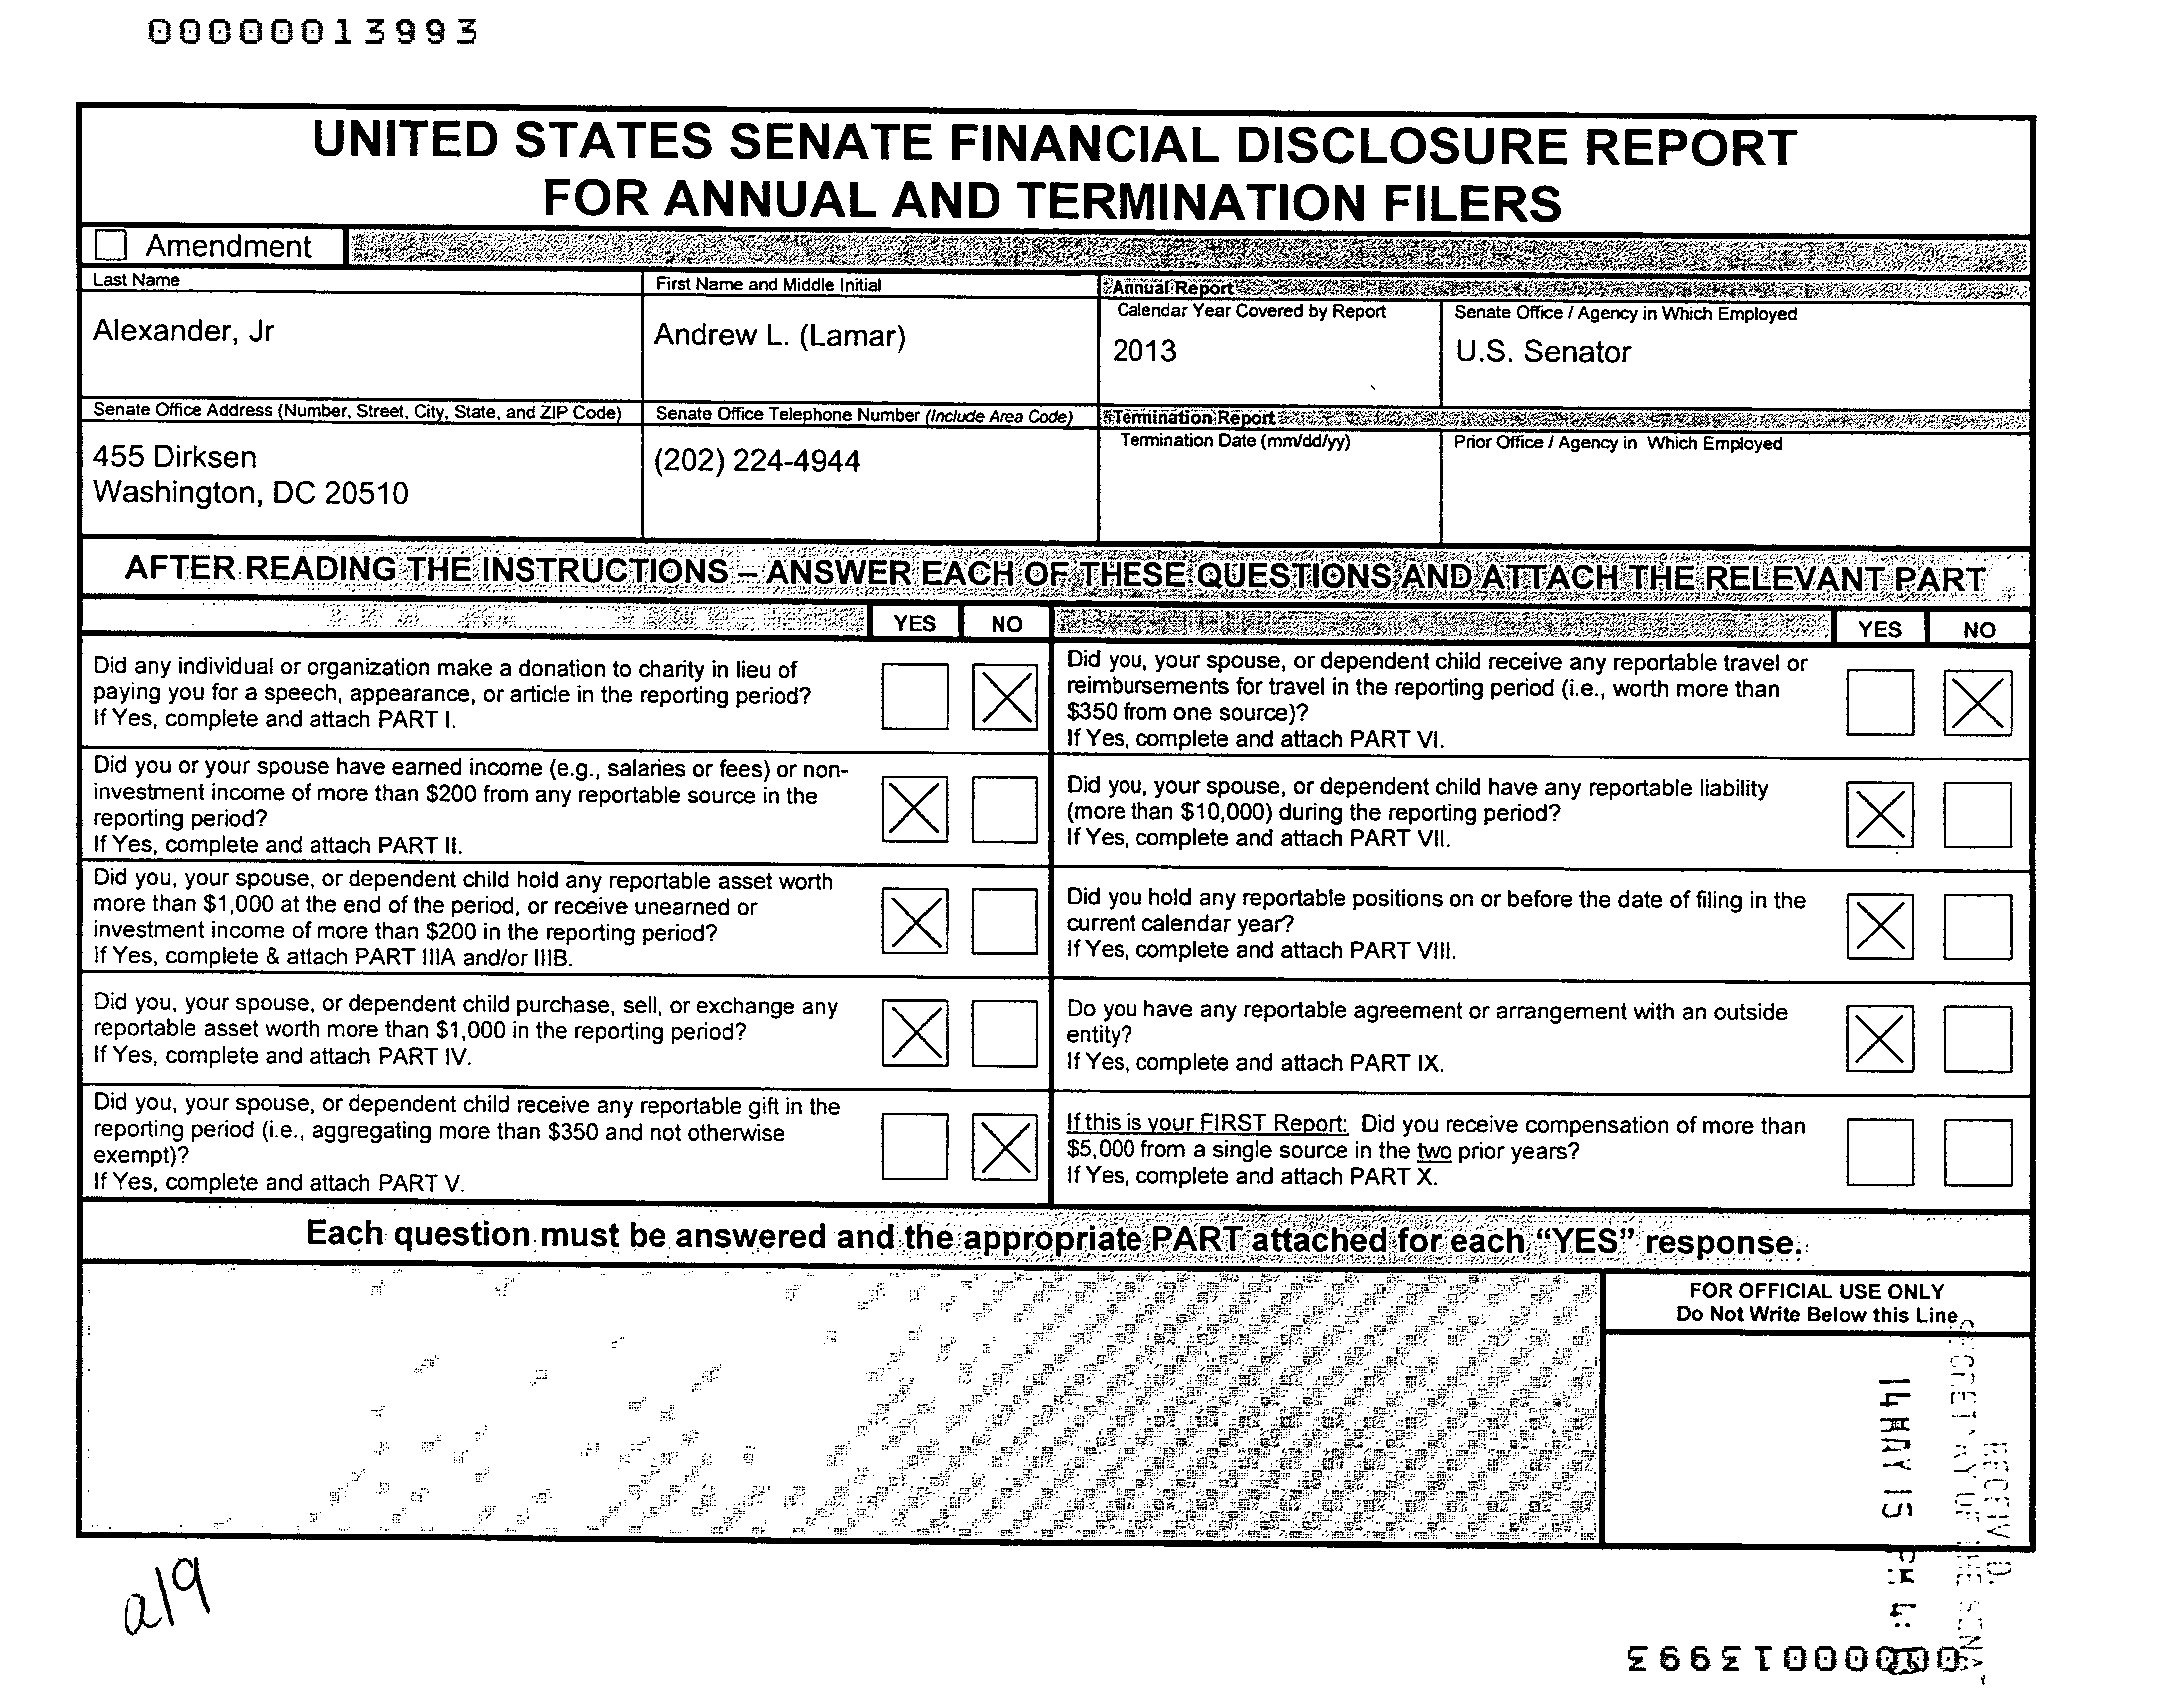 00000013993
UNITED STATES SENATE FINANCIAL DISCLOSURE REPORT
FOR ANNUAL AND TERMINATION FILERS
Amendment
Last Name
First Name and Middle Initial
Annual Report
Calendar Year Covered by Report
Senate Office / Agency in Which Employed
Alexander, Jr
Andrew L. (Lamar)
2013
U.S. Senator
Senate Office Address (Number, Street, City, State, and ZIP Code)
Senate Office Telephone Number (Include Area Code)
Termination Report
Termination Date (mm/dd/yy)
Prior Office / Agency in Which Employed
455 Dirksen
Washington, DC 20510
(202) 224-4944
AFTER READING THE INSTRUCTIONS – ANSWER EACH OF THESE QUESTIONS AND ATTACH THE RELEVANT PART
YES NO
YES NO
Did any individual or organization make a donation to charity in lieu of
paying you for a speech, appearance, or article in the reporting period?
If Yes, complete and attach PART I.
Did you, your spouse, or dependent child receive any reportable travel or
reimbursements for travel in the reporting period (i.e., worth more than
$350 from one source)?
If Yes, complete and attach PART VI.
Did you or your spouse have earned income (e.g., salaries or fees) or non-
investment income of more than $200 from any reportable source in the
reporting period?
If Yes, complete and attach PART II.
Did you, your spouse, or dependent child have any reportable liability
(more than $10,000) during the reporting period?
If Yes, complete and attach PART VII.
Did you, your spouse, or dependent child hold any reportable asset worth
more than $1,000 at the end of the period, or receive unearned or
investment income of more than $200 in the reporting period?
If Yes, complete & attach PART IIIA and/or IIIB.
Did you hold any reportable positions on or before the date of filing in the
current calendar year?
If Yes, complete and attach PART VIII.
Did you, your spouse, or dependent child purchase, sell, or exchange any
reportable asset worth more than $1,000 in the reporting period?
If Yes, complete and attach PART IV.
Do you have any reportable agreement or arrangement with an outside
entity?
If Yes, complete and attach PART IX.
Did you, your spouse, or dependent child receive any reportable gift in the
reporting period (i.e., aggregating more than $350 and not otherwise
exempt)?
If Yes, complete and attach PART V.
If this is your FIRST Report: Did you receive compensation of more than
$5,000 from a single source in the two prior years?
If Yes, complete and attach PART X.
Each question must be answered and the appropriate PART attached for each “YES” response.
FOR OFFICIAL USE ONLY
Do Not Write Below this Line
14 MAY 15
a19
00000013993